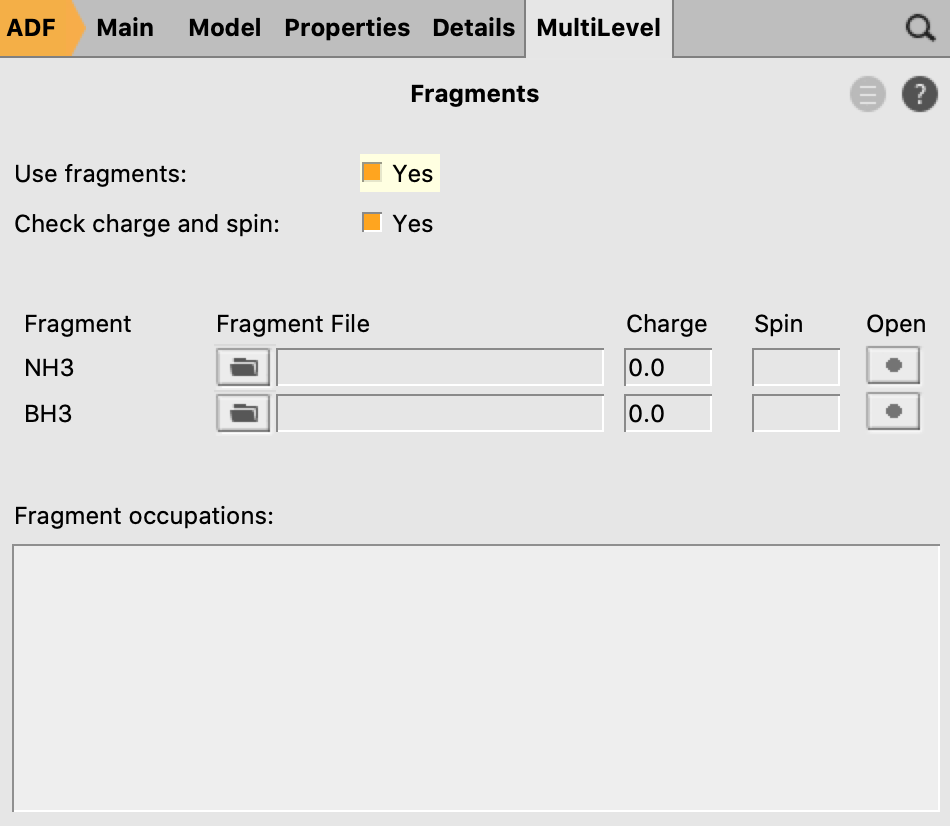 ADF Main Model Properties Details MultiLevel
Fragments
?
Use fragments: Yes
Check charge and spin: Yes
Fragment Fragment File Charge Spin Open
NH3 0.0
BH3 0.0
Fragment occupations: